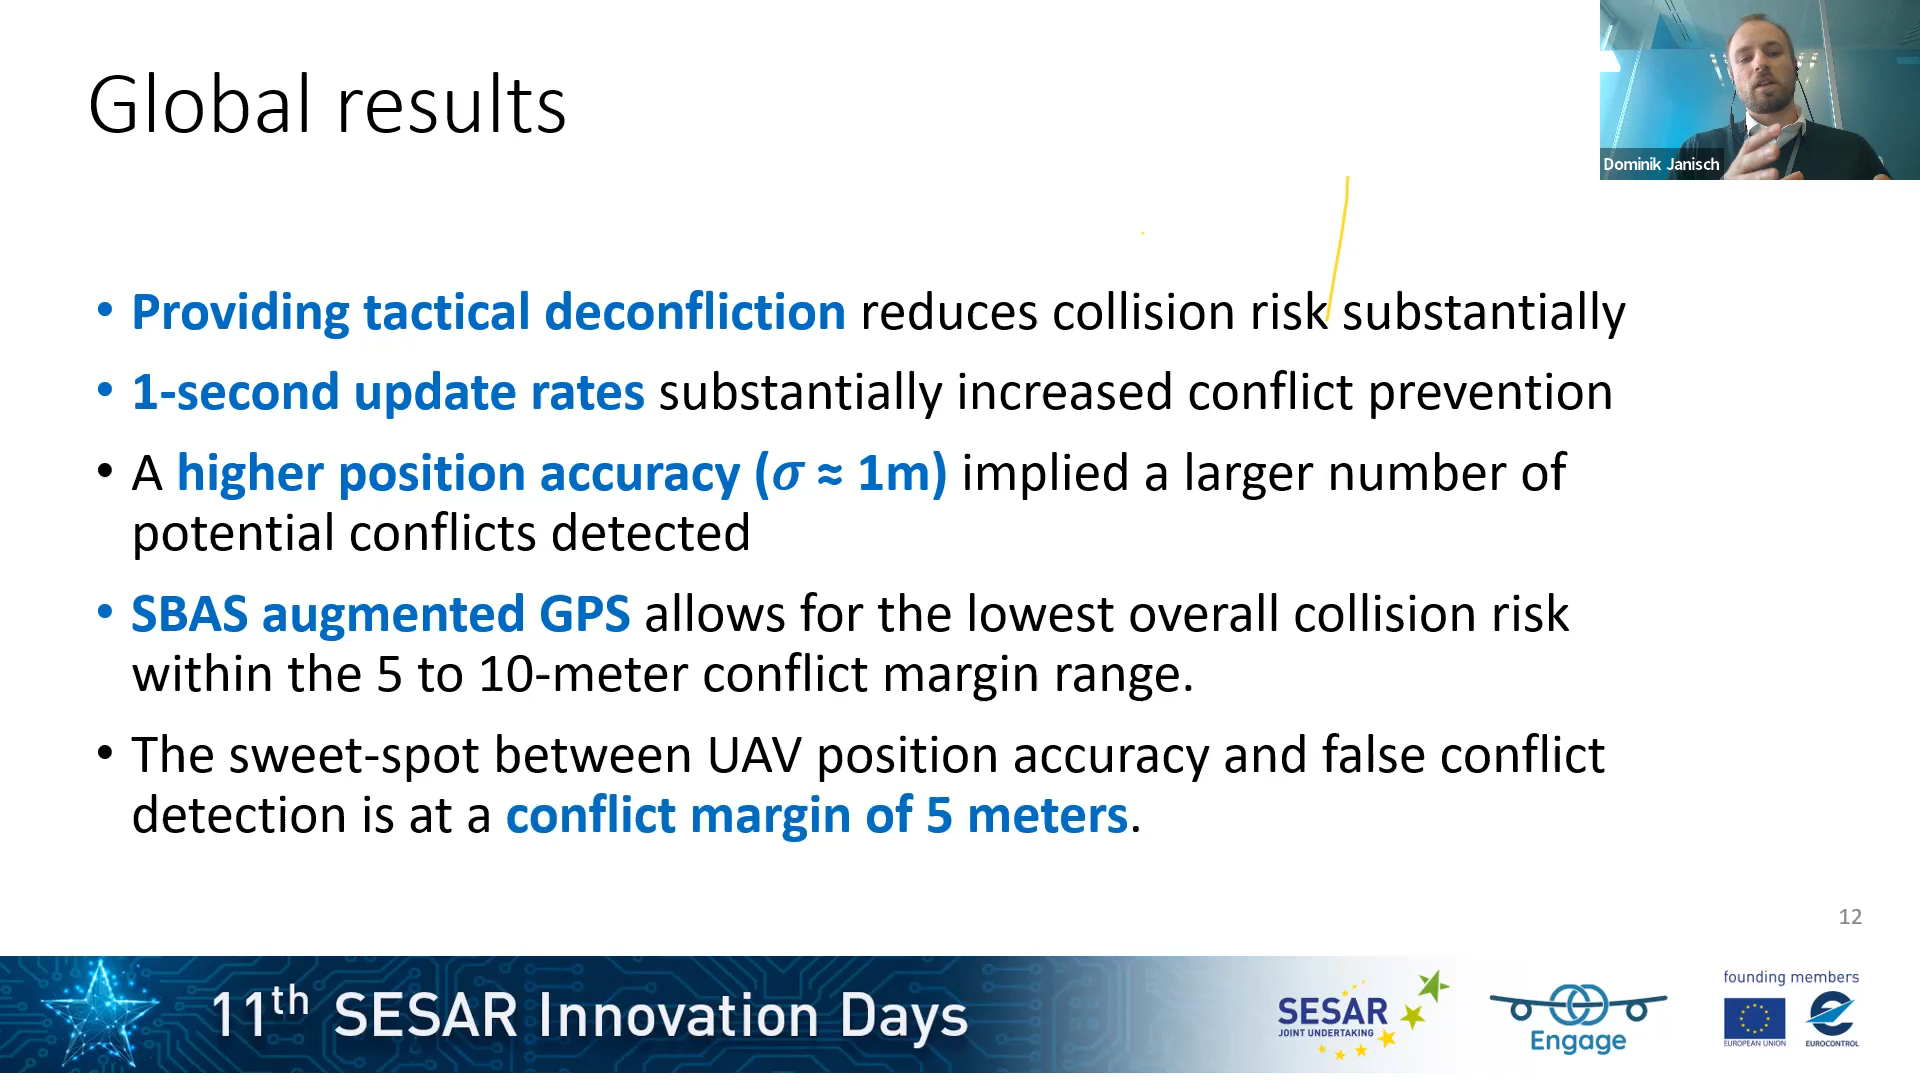 Global results
Dominik Janisch
• Providing tactical deconfliction reduces collision risk substantially
• 1-second update rates substantially increased conflict prevention
• A higher position accuracy (σ ≈ 1m) implied a larger number of
potential conflicts detected
• SBAS augmented GPS allows for the lowest overall collision risk
within the 5 to 10-meter conflict margin range.
• The sweet-spot between UAV position accuracy and false conflict
detection is at a conflict margin of 5 meters.
12
11th SESAR Innovation Days
SESAR
JOINT UNDERTAKING
Engage
founding members
EUROPEAN UNION
EUROCONTROL